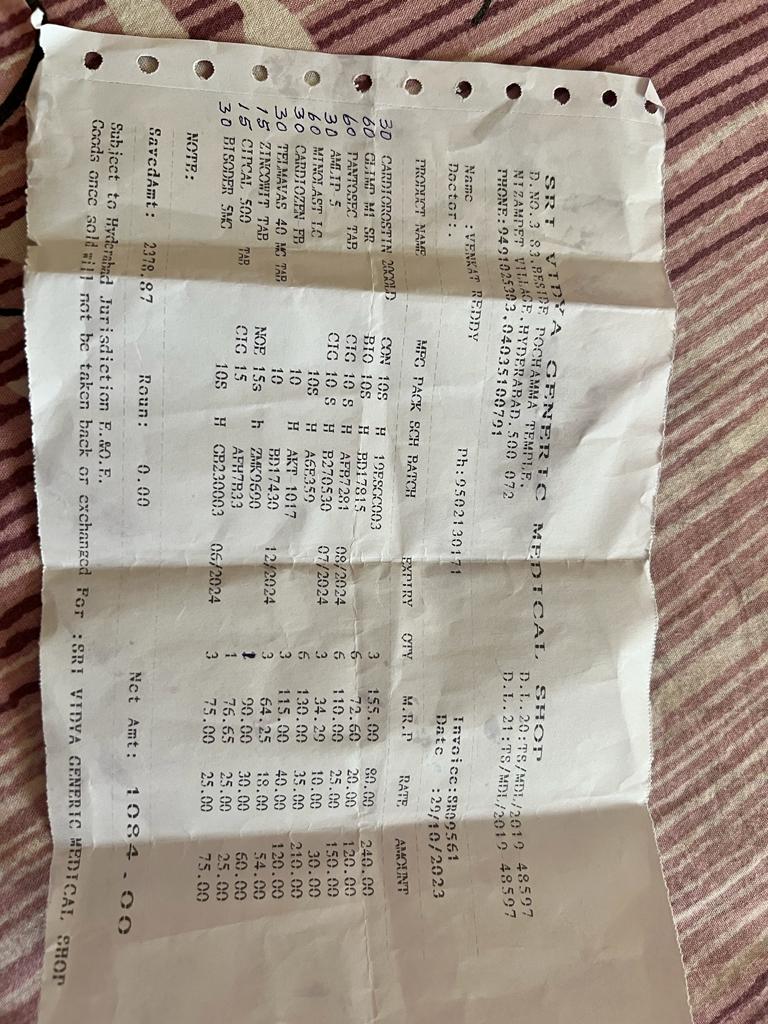 SRI VIDYA GENERIC MEDICAL SHOP
D.NO.3 83.BESIDE POCHAMMA TEMPLE, D.L.20:TS/MDL/2019 48597
NIZAMPET VILLAGE.HYDERABAD.500 072 D.L.21:TS/MDL/2019 48597
PHONE:9491025303.04035100791
Name :VENKAT REDDY Ph:9502130171 Invoice:SR09561
Doctor:. Date :29/10/2023
PRODUCT NAME MFG PACK SCH BATCH EXPIRY QTY M.R.P RATE AMOUNT
30 CARDIOROSTIN 20GOLD CON 10S H 19ESGC003 3 155.00 80.00 240.00
60 GLIMD M1 SR BIO 10S H BD17815 6 72.60 20.00 120.00
60 PANTOSEC TAB CIG 10 S H AFB7281 08/2024 6 110.00 25.00 150.00
30 AMLIP 5 CIG 10 S H B270530 07/2024 3 34.29 10.00 30.00
60 MINOLAST LC 10S H AGE359 6 130.00 35.00 210.00
30 CARDIOZEN FB 10 H AKT 1017 3 115.00 40.00 120.00
30 TELMAVAS 40 MG TAB 10 BD17430 12/2024 3 64.25 18.00 54.00
15 ZINCOWIT TAB NOE 15s h ZMK9690 2 90.00 30.00 60.00
15 CIPCAL 500 TAB CIG 15 AFH7B33 1 76.65 25.00 25.00
30 BISODER 5MG 10S H GB230003 06/2024 3 75.00 25.00 75.00
NOTE:
SavedAmt: 2378.87 Roun: 0.00 Net Amt: 1084.00
Subject to Hyderabad Jurisdiction E.&O.E.
Goods once sold will not be taken back or exchanged For :SRI VIDYA GENERIC MEDICAL SHOP